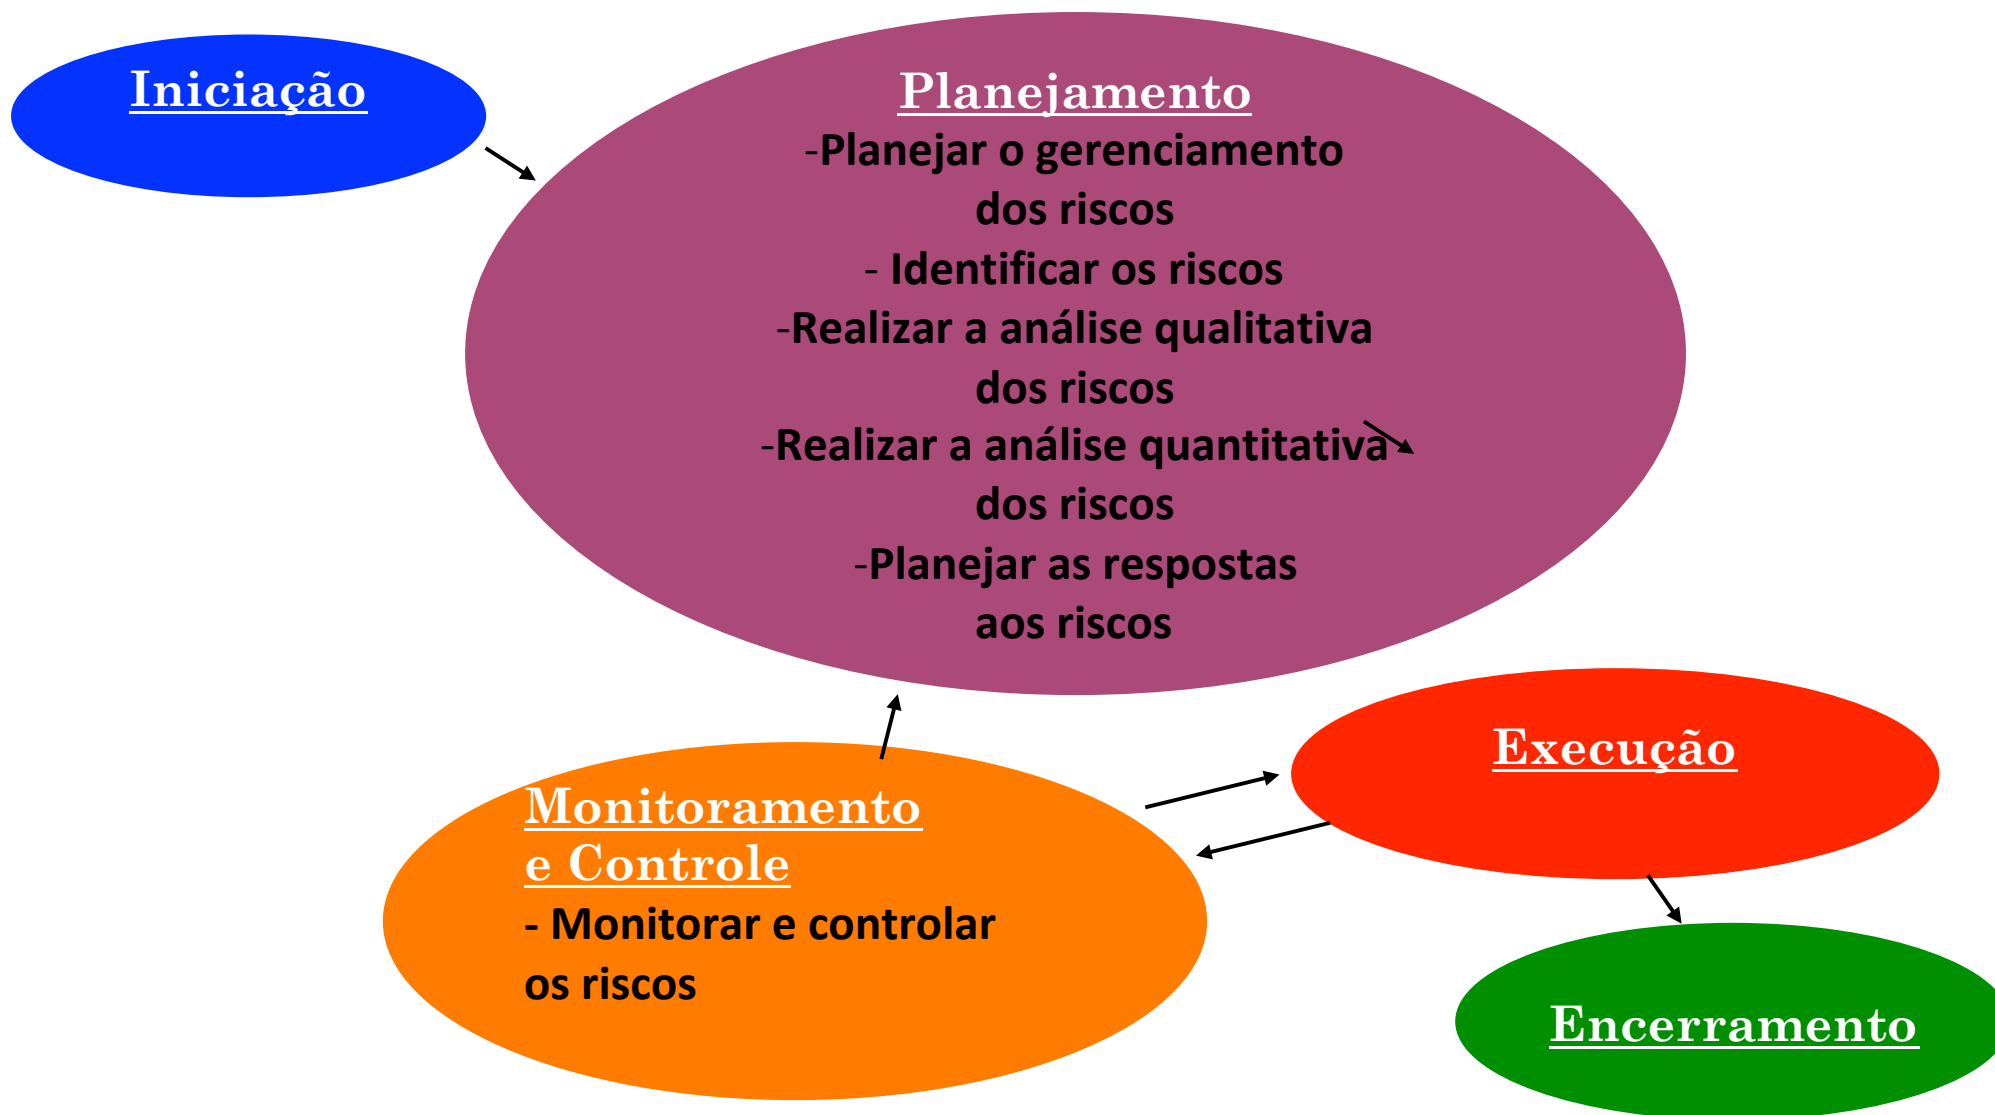 Iniciação
Planejamento
-Planejar o gerenciamento
dos riscos
- Identificar os riscos
-Realizar a análise qualitativa
dos riscos
-Realizar a análise quantitativa
dos riscos
-Planejar as respostas
aos riscos
Execução
Monitoramento
e Controle
- Monitorar e controlar
os riscos
Encerramento